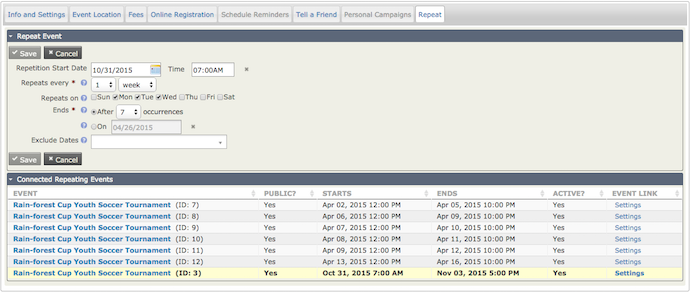 Info and Settings Event Location Fees Online Registration Schedule Reminders Tell a Friend Personal Campaigns Repeat
Repeat Event
Save Cancel
Repetition Start Date 10/31/2015 Time 07:00AM
Repeats every * 1 week
Repeats on Sun Mon Tue Wed Thu Fri Sat
Ends * After 7 occurrences
On 04/26/2015
Exclude Dates
Save Cancel
Connected Repeating Events
EVENT PUBLIC? STARTS ENDS ACTIVE? EVENT LINK
Rain-forest Cup Youth Soccer Tournament (ID: 7) Yes Apr 02, 2015 12:00 PM Apr 05, 2015 10:00 PM Yes Settings
Rain-forest Cup Youth Soccer Tournament (ID: 8) Yes Apr 06, 2015 12:00 PM Apr 09, 2015 10:00 PM Yes Settings
Rain-forest Cup Youth Soccer Tournament (ID: 9) Yes Apr 07, 2015 12:00 PM Apr 10, 2015 10:00 PM Yes Settings
Rain-forest Cup Youth Soccer Tournament (ID: 10) Yes Apr 08, 2015 12:00 PM Apr 11, 2015 10:00 PM Yes Settings
Rain-forest Cup Youth Soccer Tournament (ID: 11) Yes Apr 09, 2015 12:00 PM Apr 12, 2015 10:00 PM Yes Settings
Rain-forest Cup Youth Soccer Tournament (ID: 12) Yes Apr 13, 2015 12:00 PM Apr 16, 2015 10:00 PM Yes Settings
Rain-forest Cup Youth Soccer Tournament (ID: 3) Yes Oct 31, 2015 7:00 AM Nov 03, 2015 5:00 PM Yes Settings